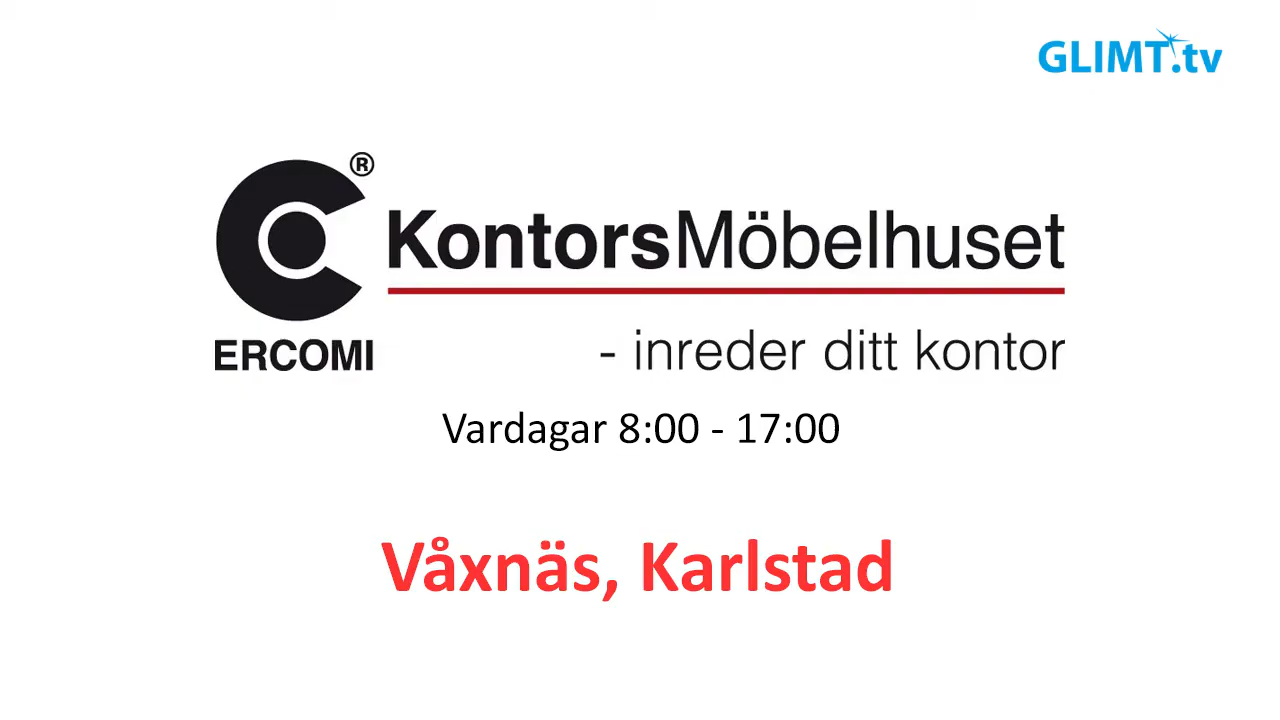 GLIMT.tv
®
KontorsMöbelhuset
ERCOMI
- inreder ditt kontor
Vardagar 8:00 - 17:00
Våxnäs, Karlstad